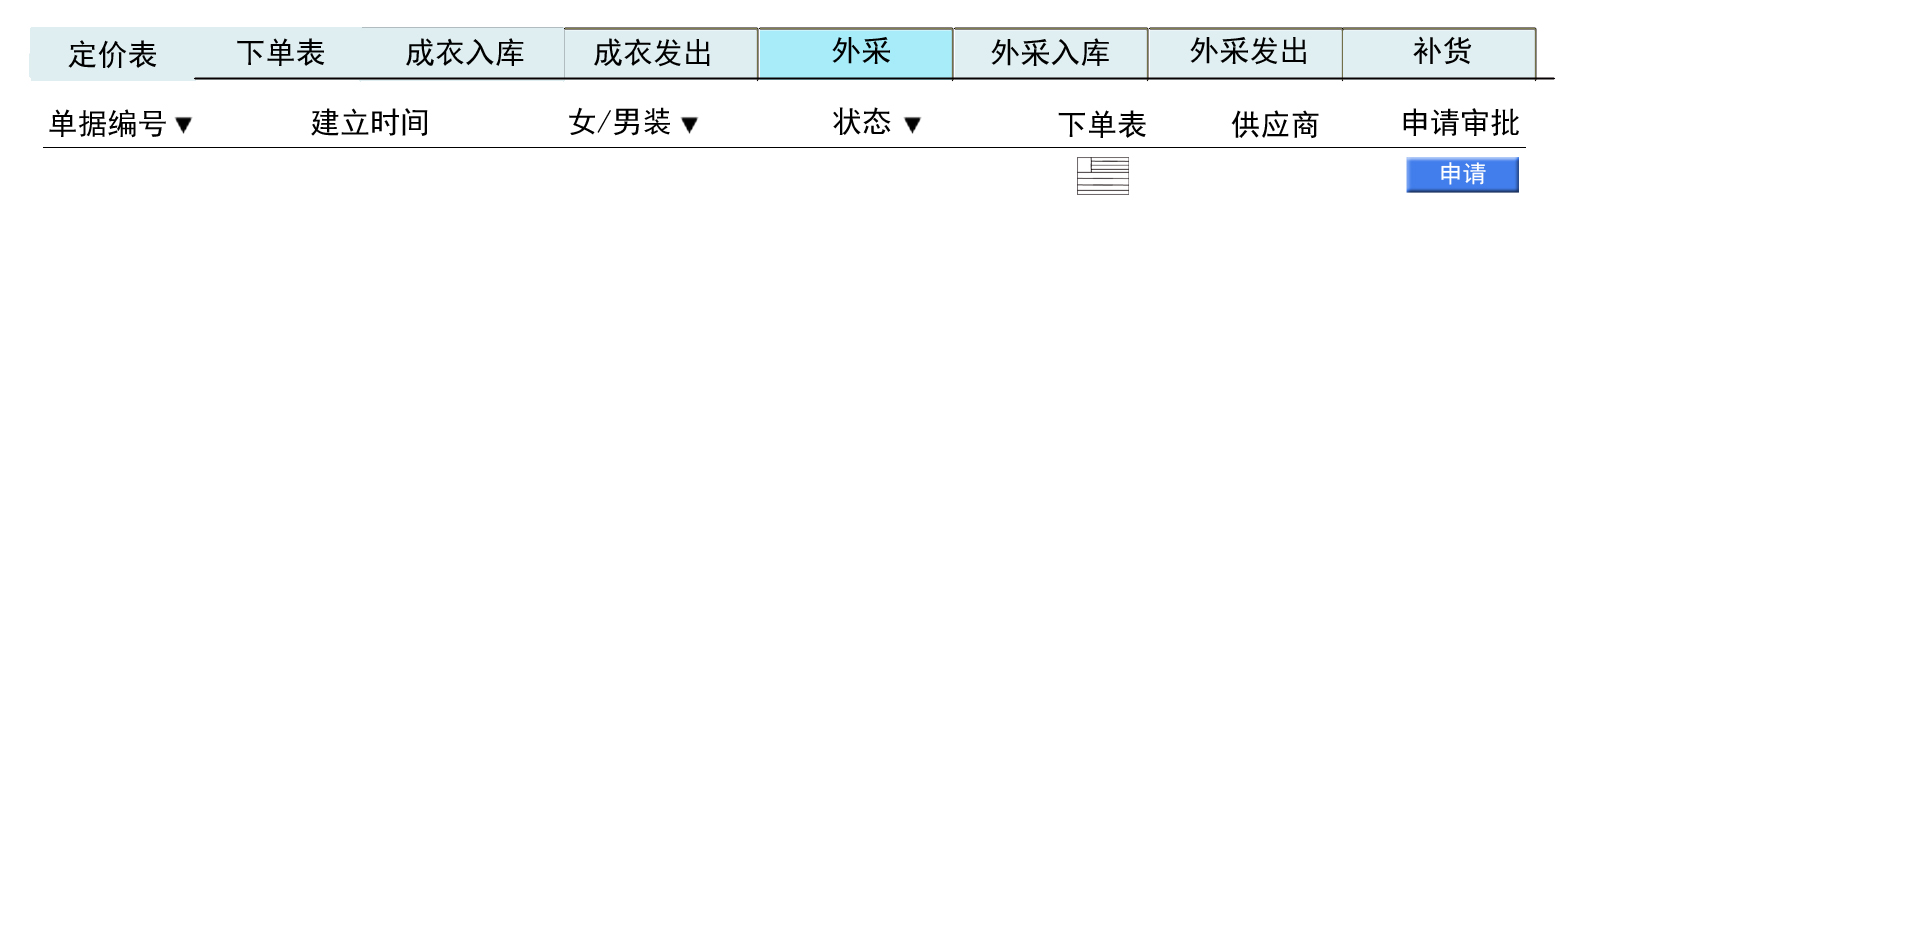 定价表 下单表 成衣入库 成衣发出 外采 外采入库 外采发出 补货
单据编号▼ 建立时间 女/男装▼ 状态▼ 下单表 供应商 申请审批
申请